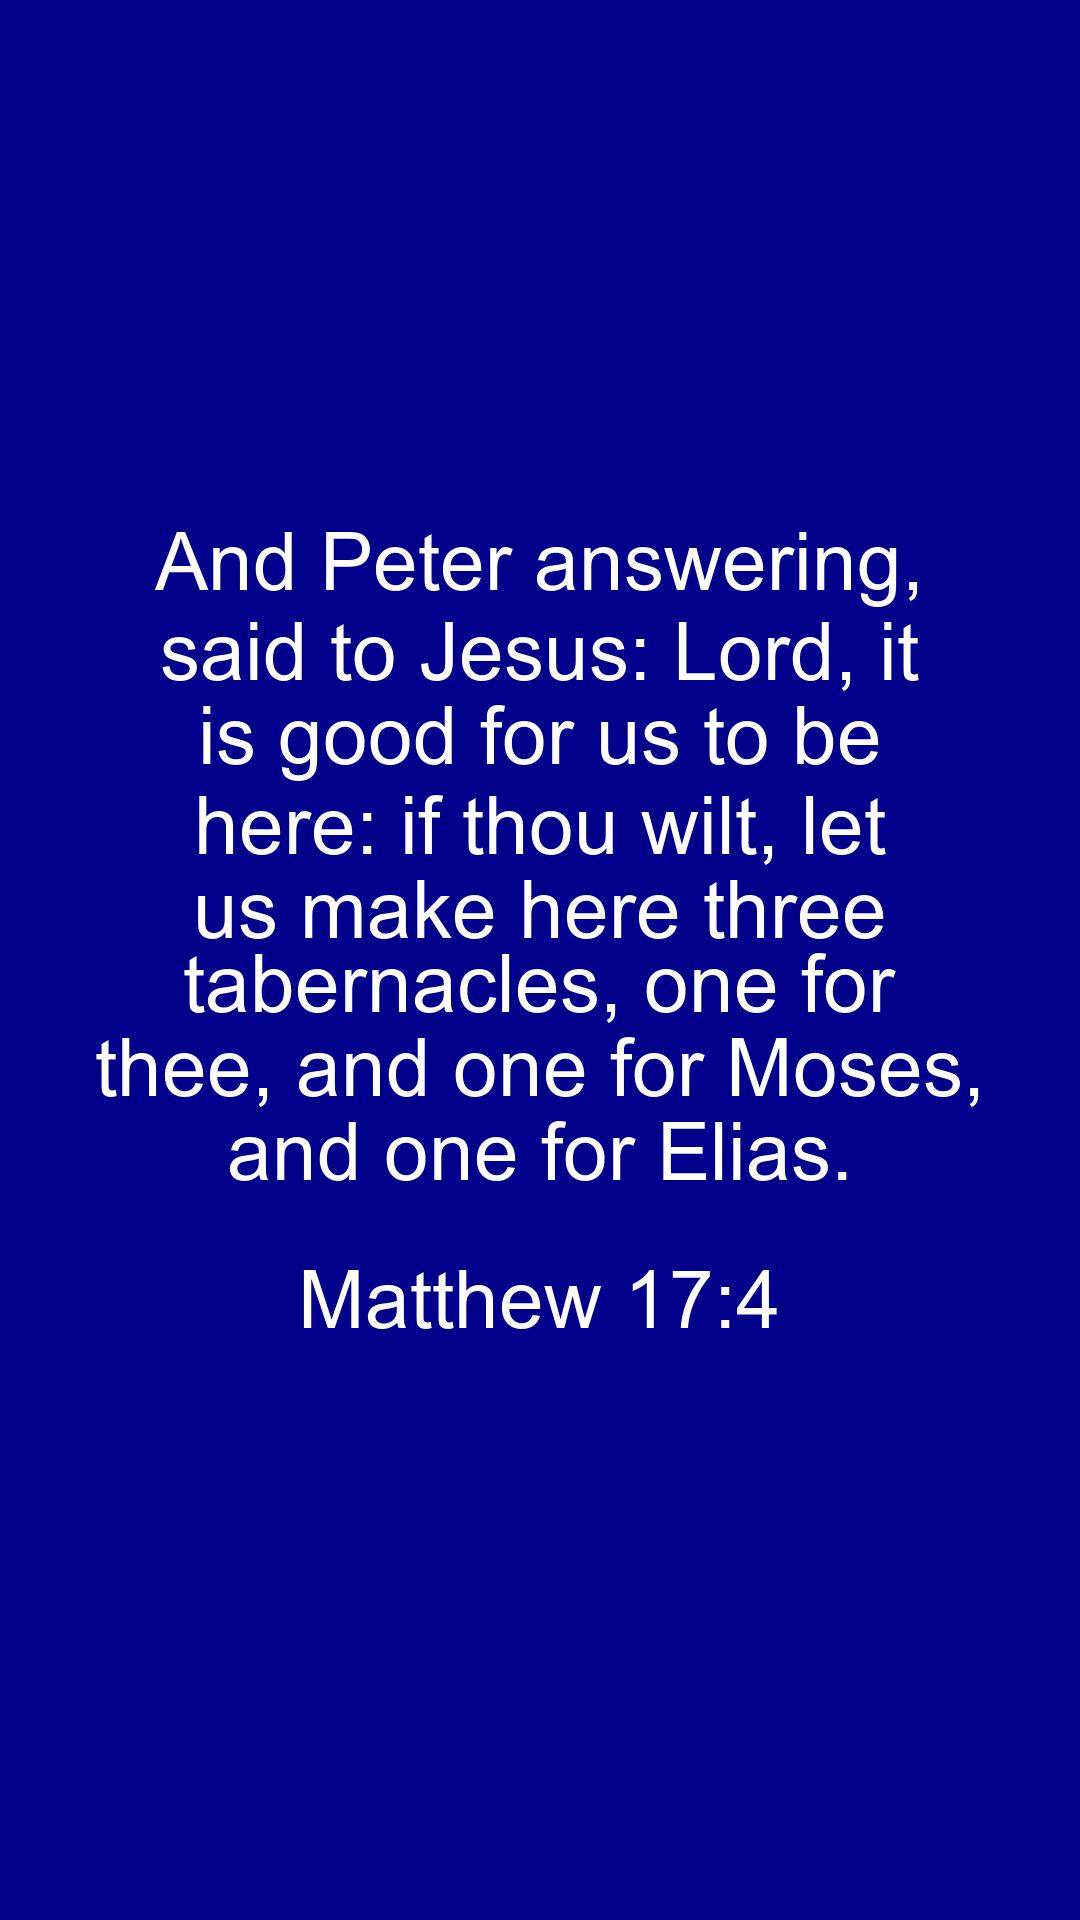 And Peter answering,
said to Jesus: Lord, it
is good for us to be
here: if thou wilt, let
us make here three
tabernacles, one for
thee, and one for Moses,
and one for Elias.
Matthew 17:4